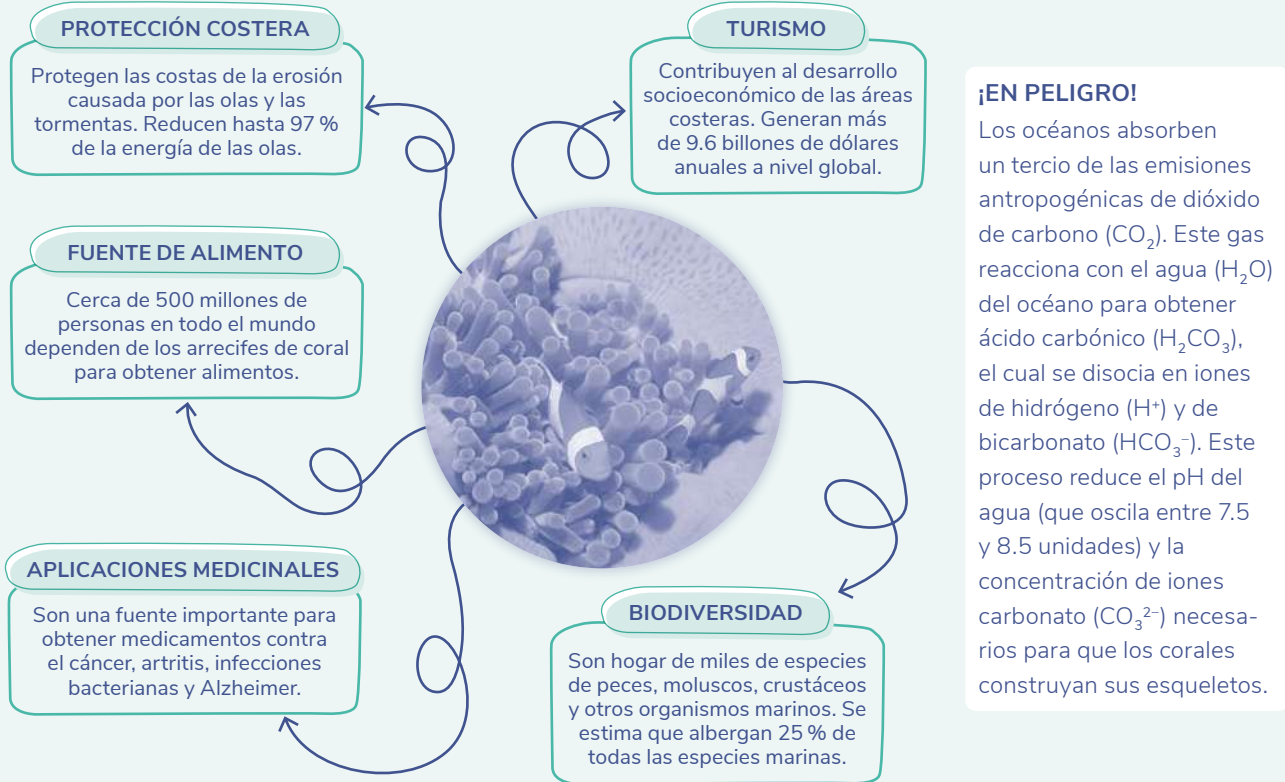 PROTECCIÓN COSTERA
Protegen las costas de la erosión
causada por las olas y las
tormentas. Reducen hasta 97 %
de la energía de las olas.
TURISMO
Contribuyen al desarrollo
socioeconómico de las áreas
costeras. Generan más
de 9.6 billones de dólares
anuales a nivel global.
FUENTE DE ALIMENTO
Cerca de 500 millones de
personas en todo el mundo
dependen de los arrecifes de coral
para obtener alimentos.
APLICACIONES MEDICINALES
Son una fuente importante para
obtener medicamentos contra
el cáncer, artritis, infecciones
bacterianas y Alzheimer.
BIODIVERSIDAD
Son hogar de miles de especies
de peces, moluscos, crustáceos
y otros organismos marinos. Se
estima que albergan 25 % de
todas las especies marinas.
¡EN PELIGRO!
Los océanos absorben
un tercio de las emisiones
antropogénicas de dióxido
de carbono (CO₂). Este gas
reacciona con el agua (H₂O)
del océano para obtener
ácido carbónico (H₂CO₃),
el cual se disocia en iones
de hidrógeno (H⁺) y de
bicarbonato (HCO₃⁻). Este
proceso reduce el pH del
agua (que oscila entre 7.5
y 8.5 unidades) y la
concentración de iones
carbonato (CO₃²⁻) necesa-
rios para que los corales
construyan sus esqueletos.